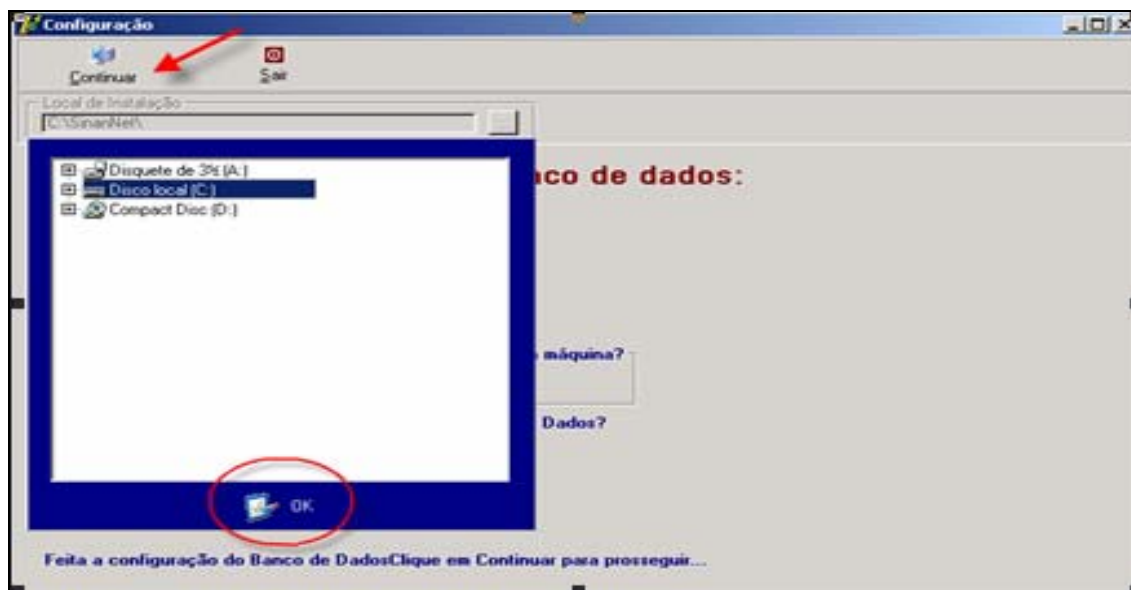 Configuração
Continuar
Sair
Local de Instalação
C:\SinanNet\
Disquete de 3½ (A:)
Disco local (C:)
Compact Disc (D:)
nco de dados:
máquina?
Dados?
OK
Feita a configuração do Banco de DadosClique em Continuar para prosseguir...